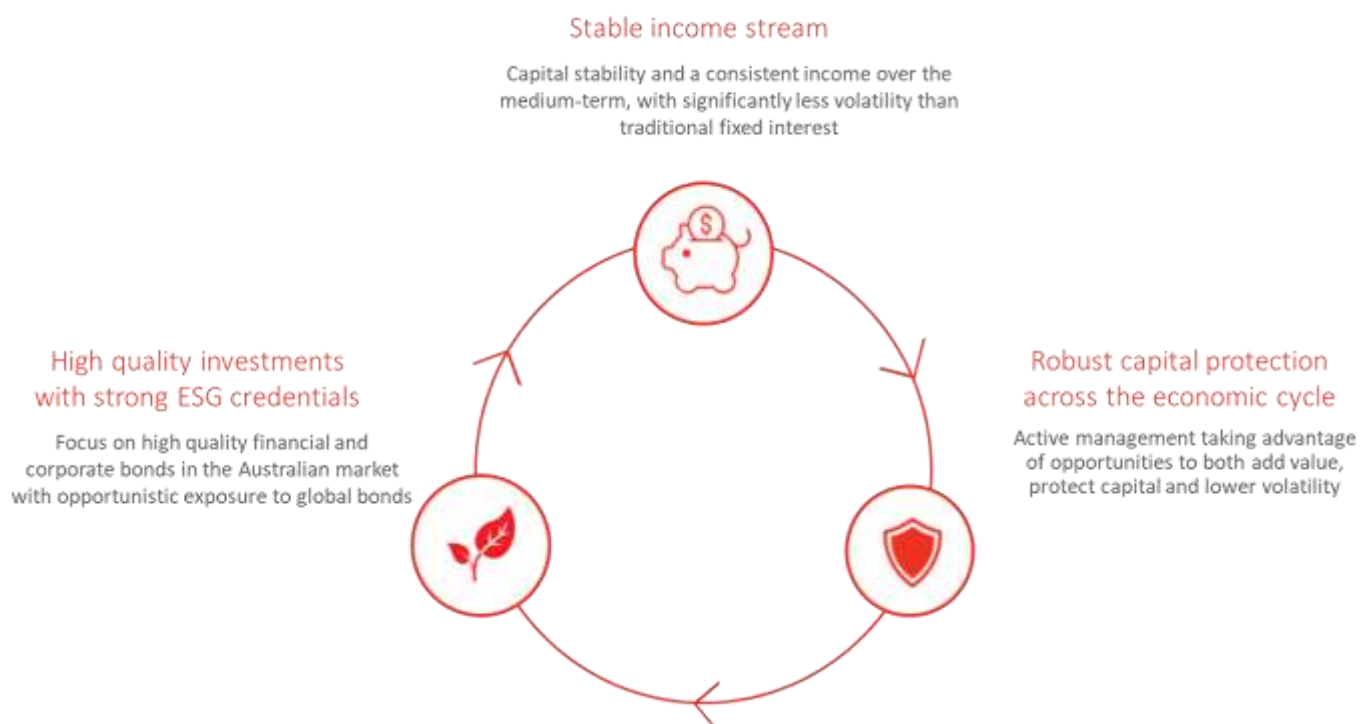 Stable income stream
Capital stability and a consistent income over the
medium-term, with significantly less volatility than
traditional fixed interest
$
High quality investments
with strong ESG credentials
Focus on high quality financial and
corporate bonds in the Australian market
with opportunistic exposure to global bonds
Robust capital protection
across the economic cycle
Active management taking advantage
of opportunities to both add value,
protect capital and lower volatility